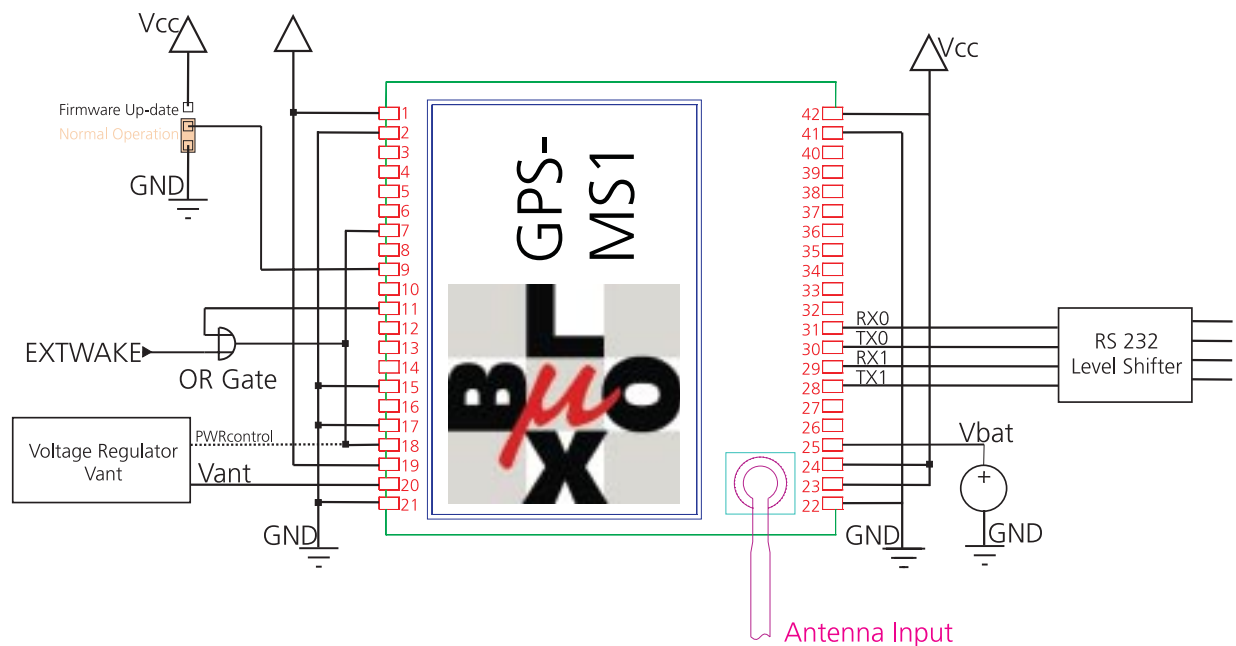 Vcc
Vcc
Firmware Up-date
Normal Operation
GND
EXTWAKE
OR Gate
Voltage Regulator
Vant
PWRcontrol
Vant
GND
1
2
3
4
5
6
7
8
9
10
11
12
13
14
15
16
17
18
19
20
21
GPS-
MS1
µBLOX
42
41
40
39
38
37
36
35
34
33
32
31
30
29
28
27
26
25
24
23
22
RX0
TX0
RX1
TX1
RS 232
Level Shifter
Vbat
+
GND
GND
Antenna Input